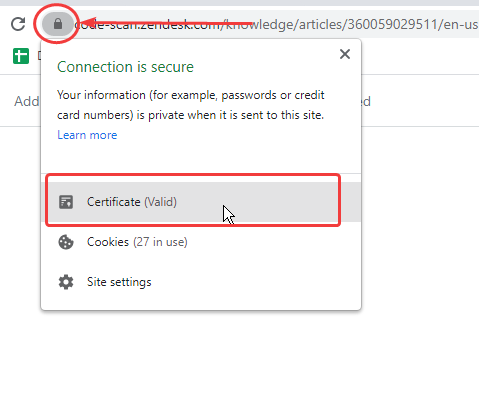 code-scan.zendesk.com/knowledge/articles/360059029511/en-us
Connection is secure
Add
Your information (for example, passwords or credit
card numbers) is private when it is sent to this site.
Learn more
Certificate (Valid)
Cookies (27 in use)
Site settings